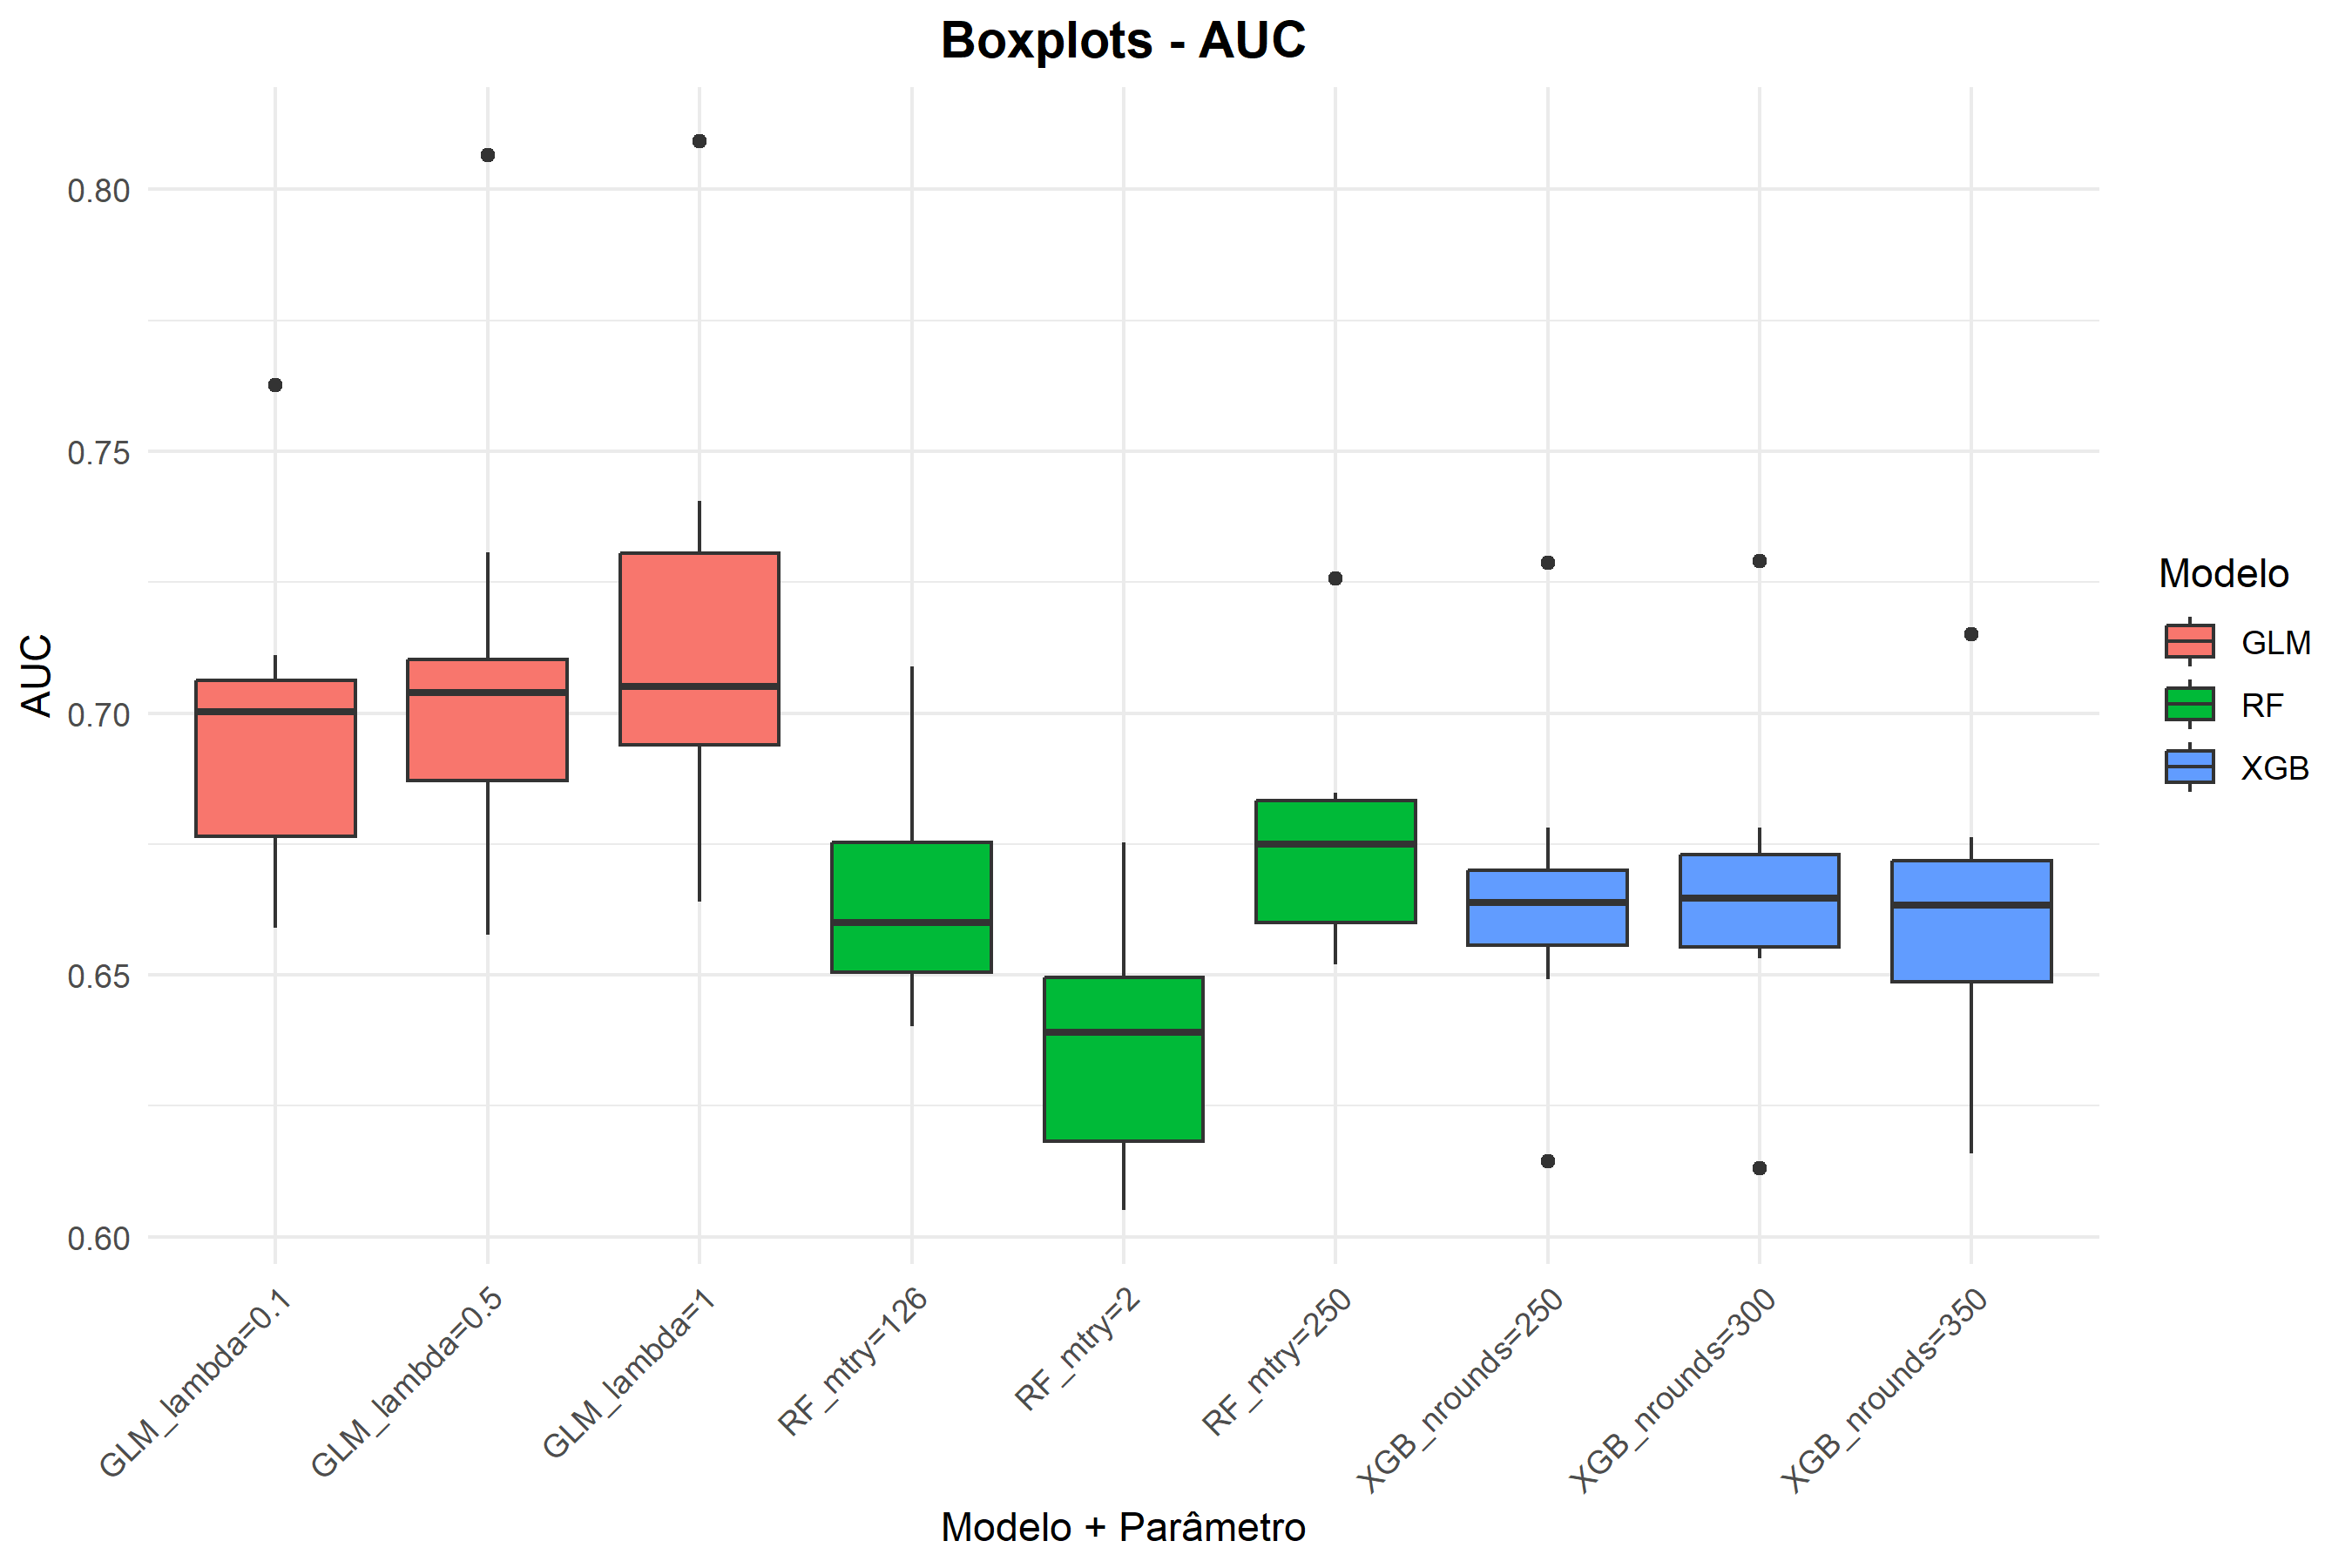 Boxplots - AUC
AUC
0.80
0.75
0.70
0.65
0.60
GLM_lambda=0.1
GLM_lambda=0.5
GLM_lambda=1
RF_mtry=126
RF_mtry=2
RF_mtry=250
XGB_nrounds=250
XGB_nrounds=300
XGB_nrounds=350
Modelo + Parâmetro
Modelo
GLM
RF
XGB